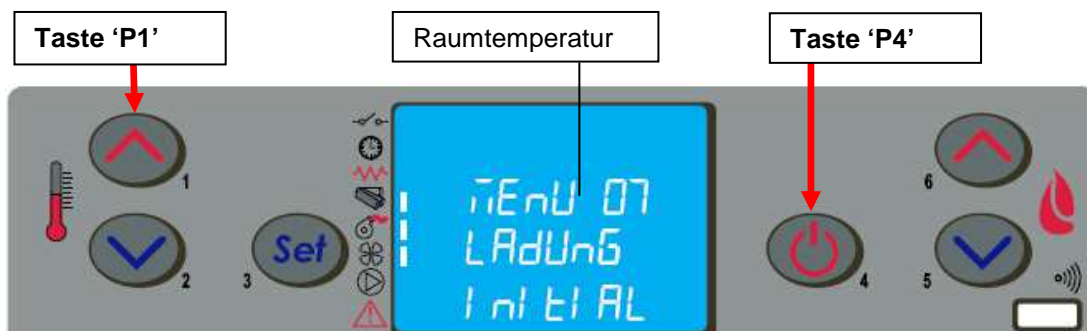 Taste ‘P1’
Raumtemperatur
Taste ‘P4’
1
6
MEnU 07
LAdUnG
InItIAL
Set
2
3
4
5